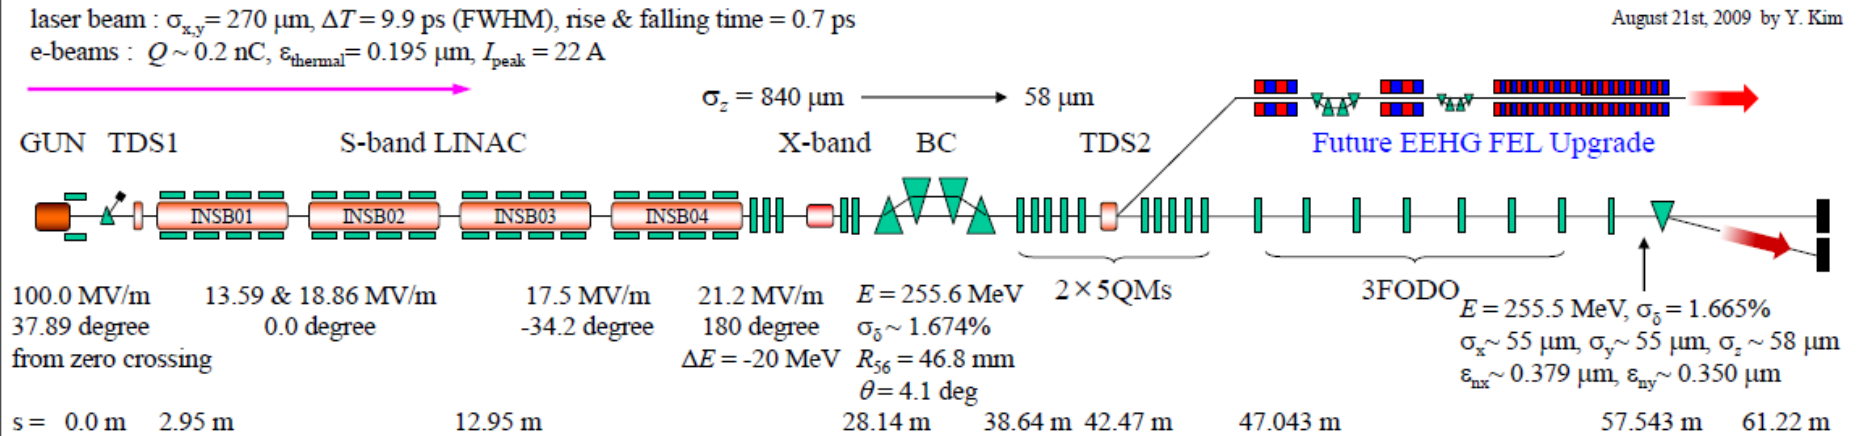 laser beam : σx,y= 270 μm, ΔT = 9.9 ps (FWHM), rise & falling time = 0.7 ps
August 21st, 2009 by Y. Kim
e-beams : Q ~ 0.2 nC, εthermal= 0.195 μm, Ipeak = 22 A
σz = 840 μm 58 μm
GUN TDS1 S-band LINAC X-band BC TDS2 Future EEHG FEL Upgrade
INSB01 INSB02 INSB03 INSB04
100.0 MV/m 13.59 & 18.86 MV/m 17.5 MV/m 21.2 MV/m E = 255.6 MeV 2×5QMs 3FODO
37.89 degree 0.0 degree -34.2 degree 180 degree σδ ~ 1.674% E = 255.5 MeV, σδ = 1.665%
from zero crossing ΔE = -20 MeV R56 = 46.8 mm σx~ 55 μm, σy~ 55 μm, σz ~ 58 μm
θ = 4.1 deg εnx~ 0.379 μm, εny~ 0.350 μm
s = 0.0 m 2.95 m 12.95 m 28.14 m 38.64 m 42.47 m 47.043 m 57.543 m 61.22 m